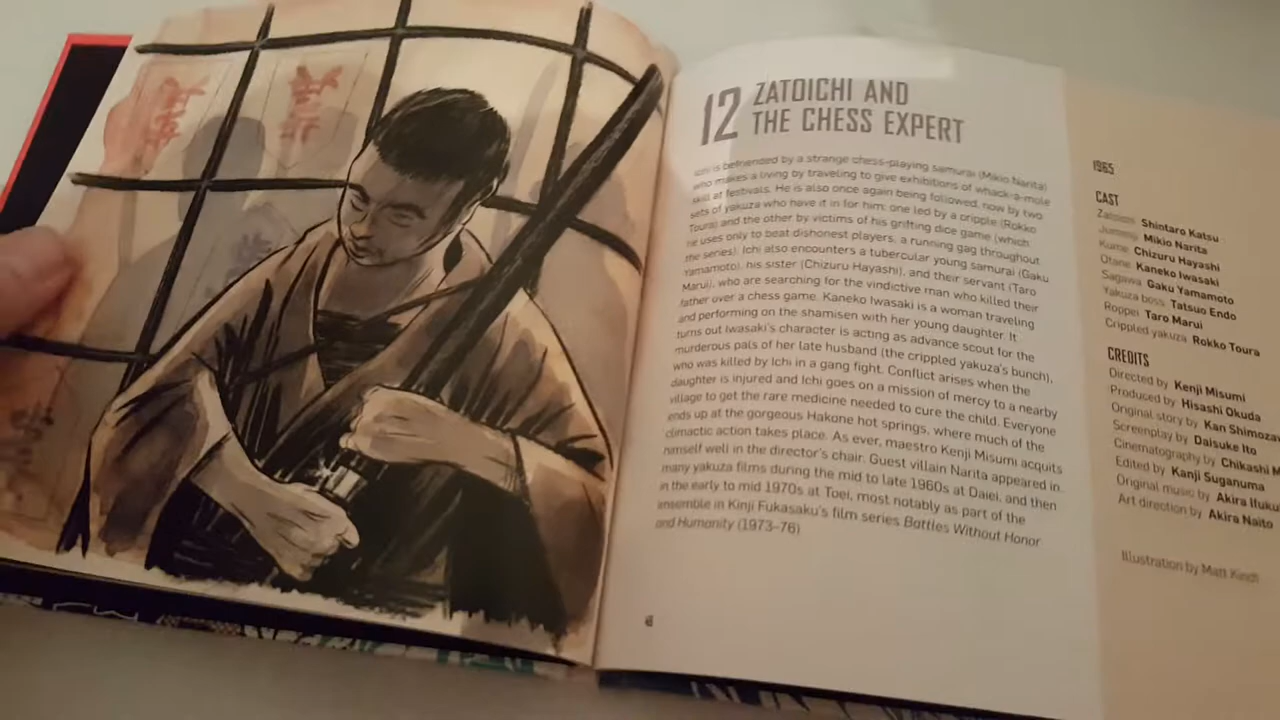 12
ZATOICHI AND
THE CHESS EXPERT
Ichi is befriended by a strange chess-playing samurai (Mikio Narita)
who makes a living by traveling to give exhibitions of whack-a-mole
skill at festivals. He is also once again being followed, now by two
sets of yakuza who have it in for him: one led by a cripple (Rokko
Toura) and the other by victims of his grifting dice game (which
he uses only to beat dishonest players, a running gag throughout
the series). Ichi also encounters a tubercular young samurai (Gaku
Yamamoto), his sister (Chizuru Hayashi), and their servant (Taro
Marui), who are searching for the vindictive man who killed their
father over a chess game. Kaneko Iwasaki is a woman traveling
and performing on the shamisen with her young daughter. It
turns out Iwasaki's character is acting as advance scout for the
murderous pals of her late husband (the crippled yakuza's bunch),
who was killed by Ichi in a gang fight. Conflict arises when the
daughter is injured and Ichi goes on a mission of mercy to a nearby
village to get the rare medicine needed to cure the child. Everyone
ends up at the gorgeous Hakone hot springs, where much of the
climactic action takes place. As ever, maestro Kenji Misumi acquits
himself well in the director's chair. Guest villain Narita appeared in
many yakuza films during the mid to late 1960s at Daiei, and then
in the early to mid 1970s at Toei, most notably as part of the
ensemble in Kinji Fukasaku's film series Battles Without Honor
and Humanity (1973–76)
1965
CAST
Zatoichi Shintaro Katsu
Mikio Narita
Kume Chizuru Hayashi
Otane Kaneko Iwasaki
Sagawa Gaku Yamamoto
Yakuza boss Tatsuo Endo
Roppei Taro Marui
Crippled yakuza Rokko Toura
CREDITS
Directed by Kenji Misumi
Produced by Hisashi Okuda
Original story by Kan Shimozaw
Screenplay by Daisuke Ito
Cinematography by Chikashi M
Edited by Kanji Suganuma
Original music by Akira Ifuku
Art direction by Akira Naito
Illustration by Matt Kindt